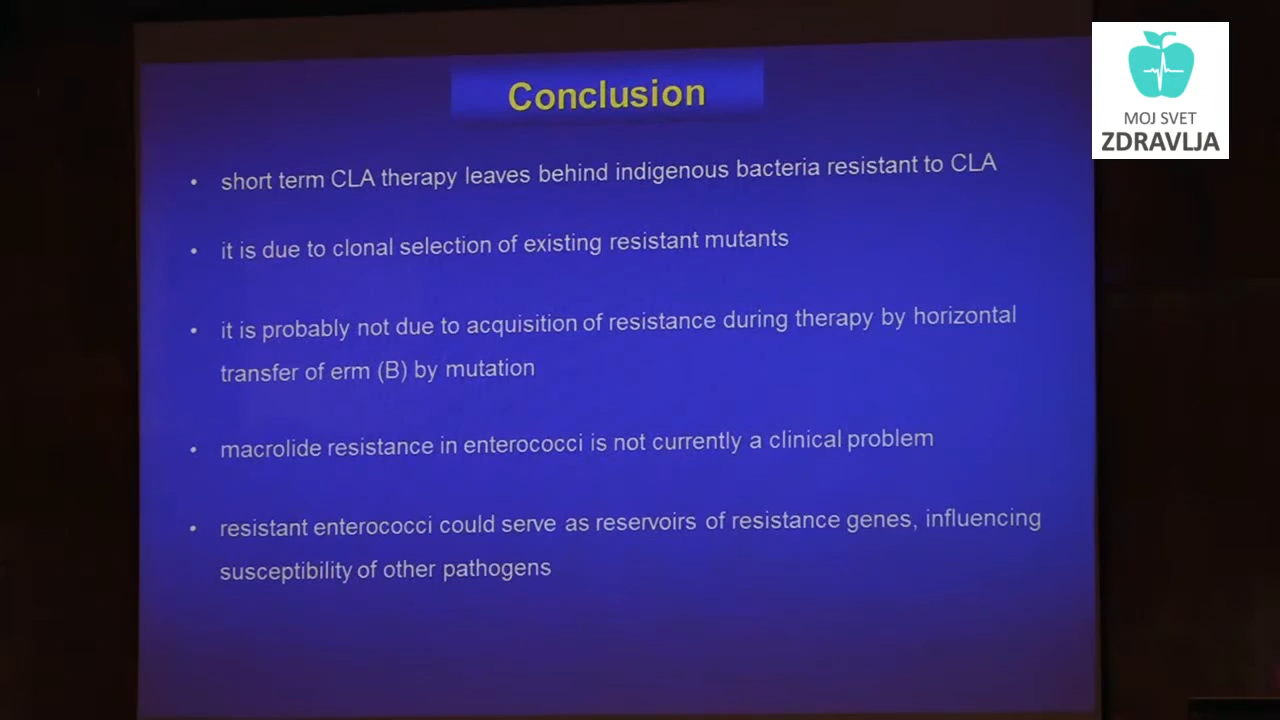 Conclusion
• short term CLA therapy leaves behind indigenous bacteria resistant to CLA
• it is due to clonal selection of existing resistant mutants
• it is probably not due to acquisition of resistance during therapy by horizontal
transfer of erm (B) by mutation
• macrolide resistance in enterococci is not currently a clinical problem
• resistant enterococci could serve as reservoirs of resistance genes, influencing
susceptibility of other pathogens
MOJ SVET
ZDRAVLJA